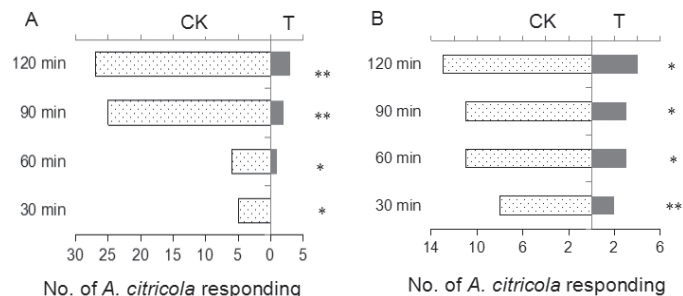 A CK T
120 min
**
90 min
**
60 min
*
30 min
*
30 25 20 15 10 5 0 5
No. of A. citricola responding
B CK T
120 min
*
90 min
*
60 min
*
30 min
**
14 10 6 2 2 6
No. of A. citricola responding